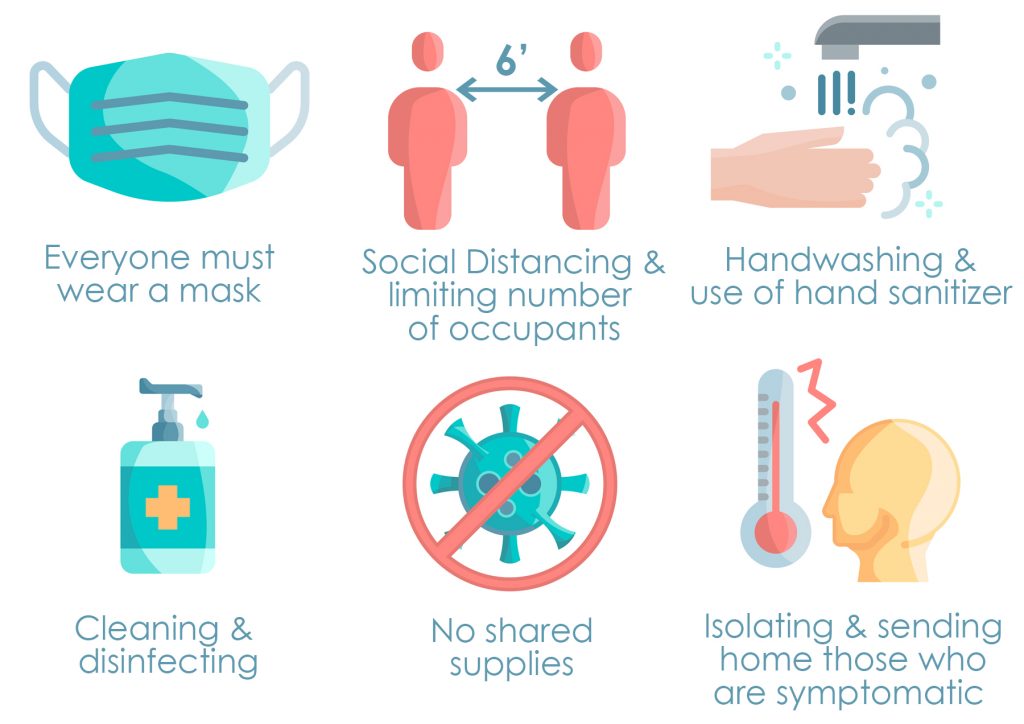 6’
Everyone must
wear a mask
Social Distancing &
limiting number
of occupants
Handwashing &
use of hand sanitizer
Cleaning &
disinfecting
No shared
supplies
Isolating & sending
home those who
are symptomatic